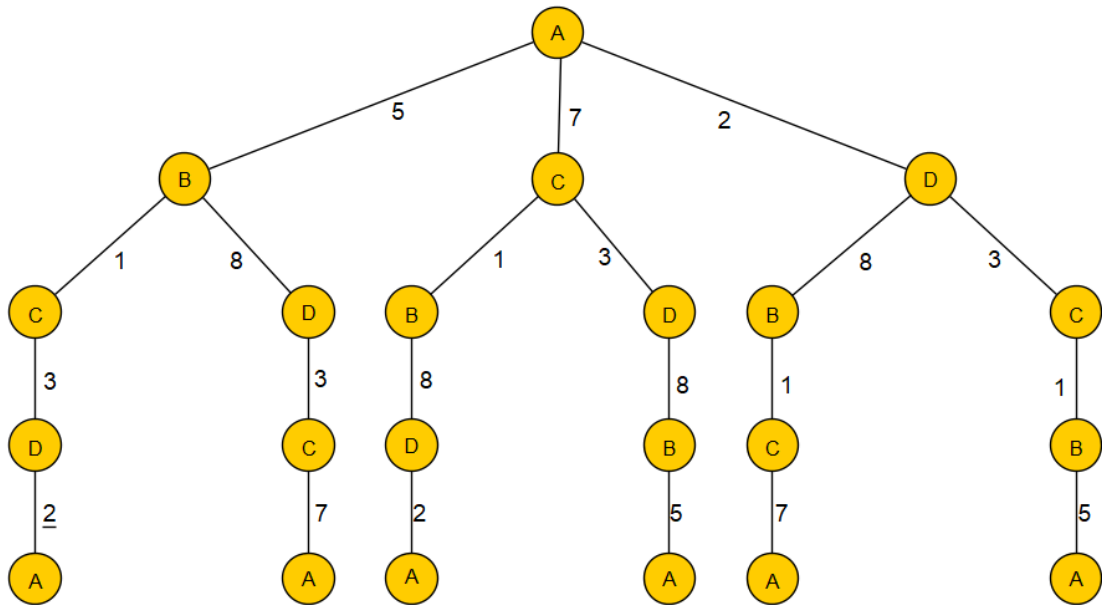 A
5 7 2
B C D
1 8 1 3 8 3
C D B D B C
3 3 8 8 1 1
D C D B C B
2 7 2 5 7 5
A A A A A A